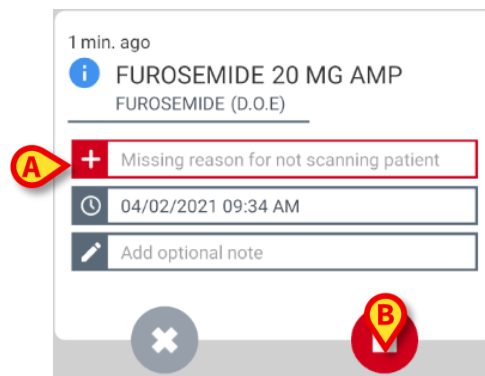 1 min. ago
FUROSEMIDE 20 MG AMP
FUROSEMIDE (D.O.E)
A
Missing reason for not scanning patient
04/02/2021 09:34 AM
Add optional note
B